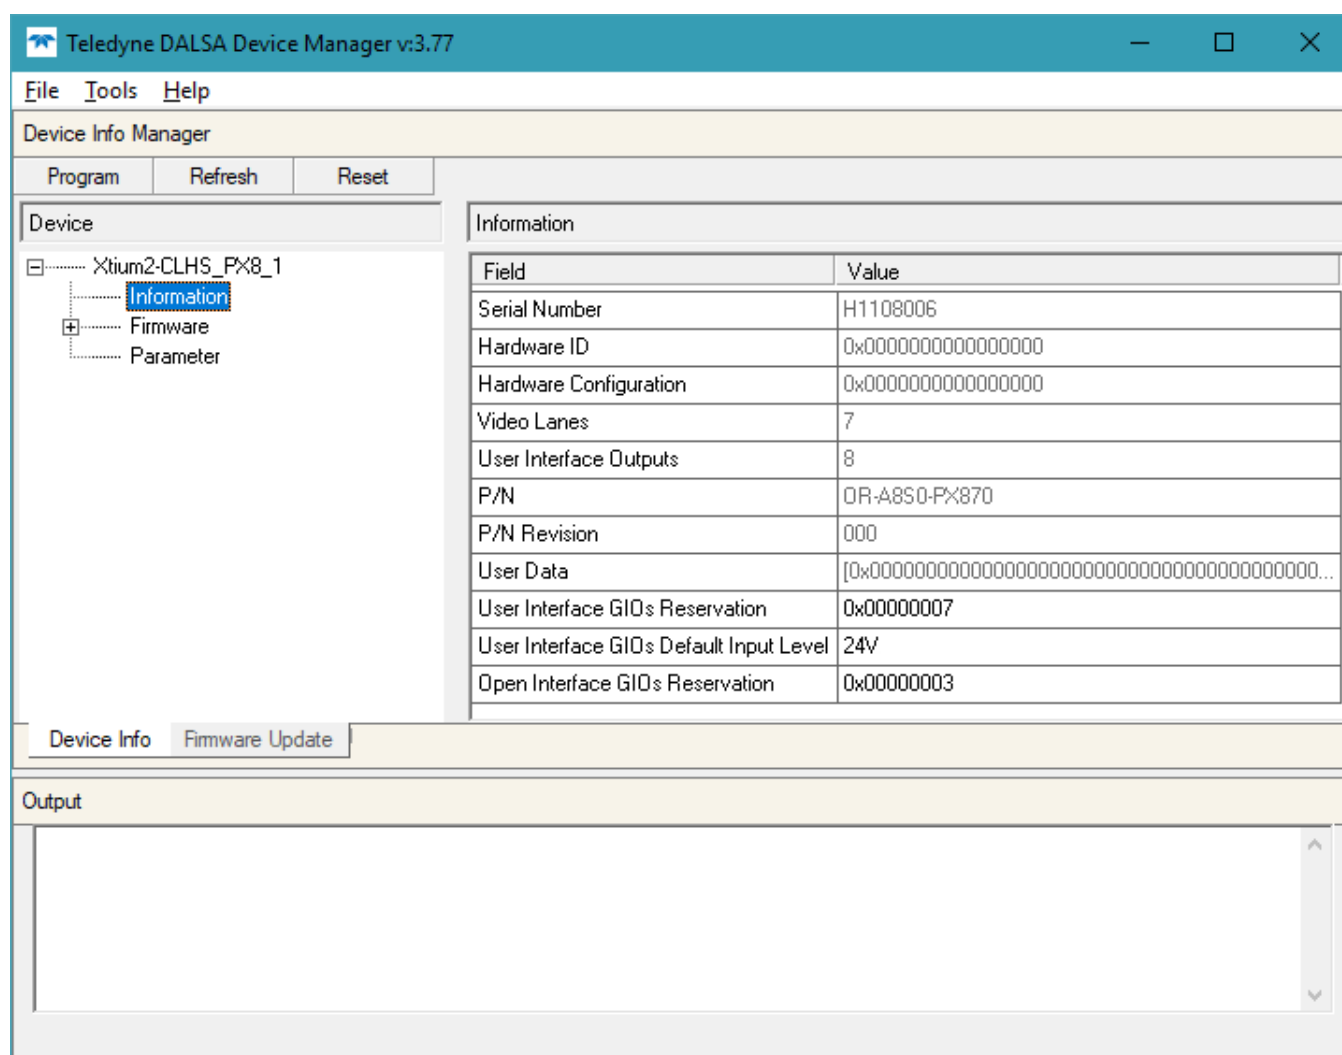 Teledyne DALSA Device Manager v:3.77
File Tools Help
Device Info Manager
Program Refresh Reset
Device
Xtium2-CLHS_PX8_1
Information
Firmware
Parameter
Information
Field Value
Serial Number H1108006
Hardware ID 0x0000000000000000
Hardware Configuration 0x0000000000000000
Video Lanes 7
User Interface Outputs 8
P/N OR-A8S0-PX870
P/N Revision 000
User Data [0x0000000000000000000000000000000000000000...
User Interface GIOs Reservation 0x00000007
User Interface GIOs Default Input Level 24V
Open Interface GIOs Reservation 0x00000003
Device Info Firmware Update
Output